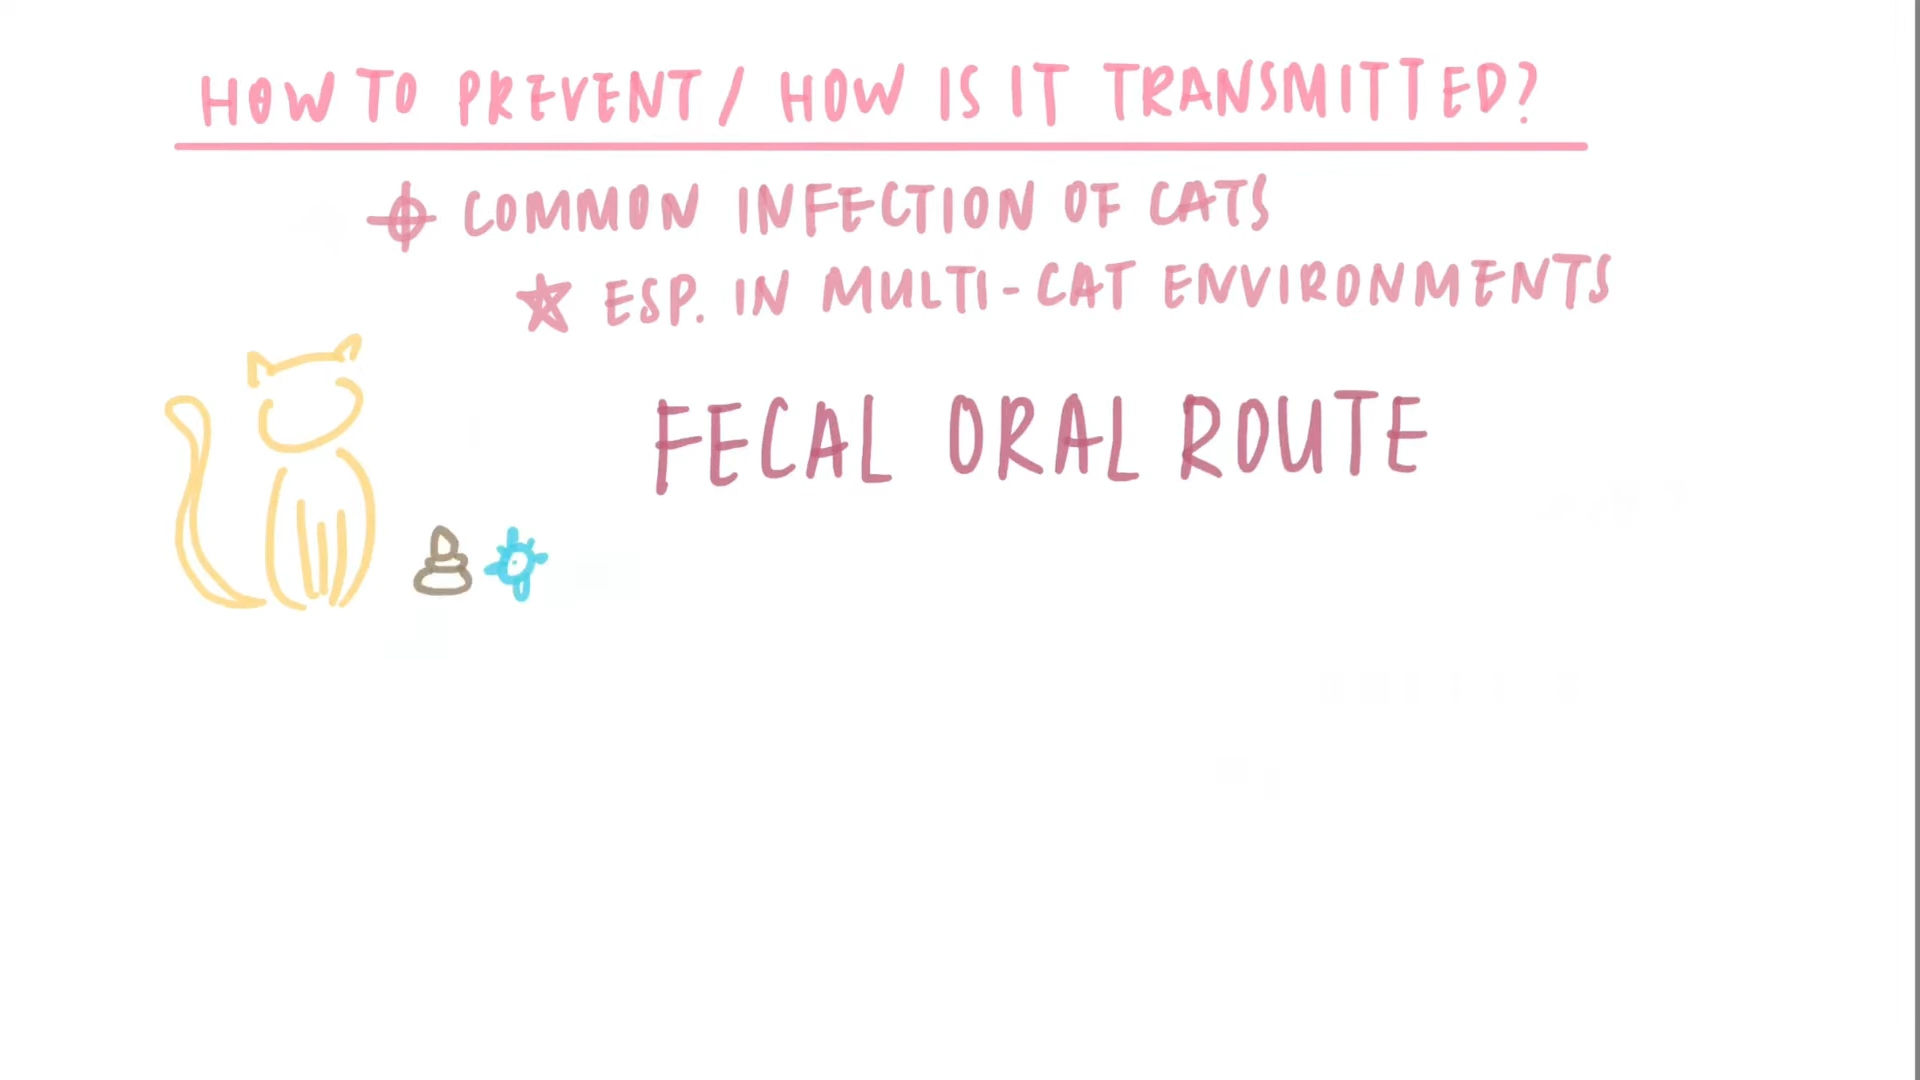 HOW TO PREVENT / HOW IS IT TRANSMITTED?
COMMON INFECTION OF CATS
ESP. IN MULTI-CAT ENVIRONMENTS
FECAL ORAL ROUTE